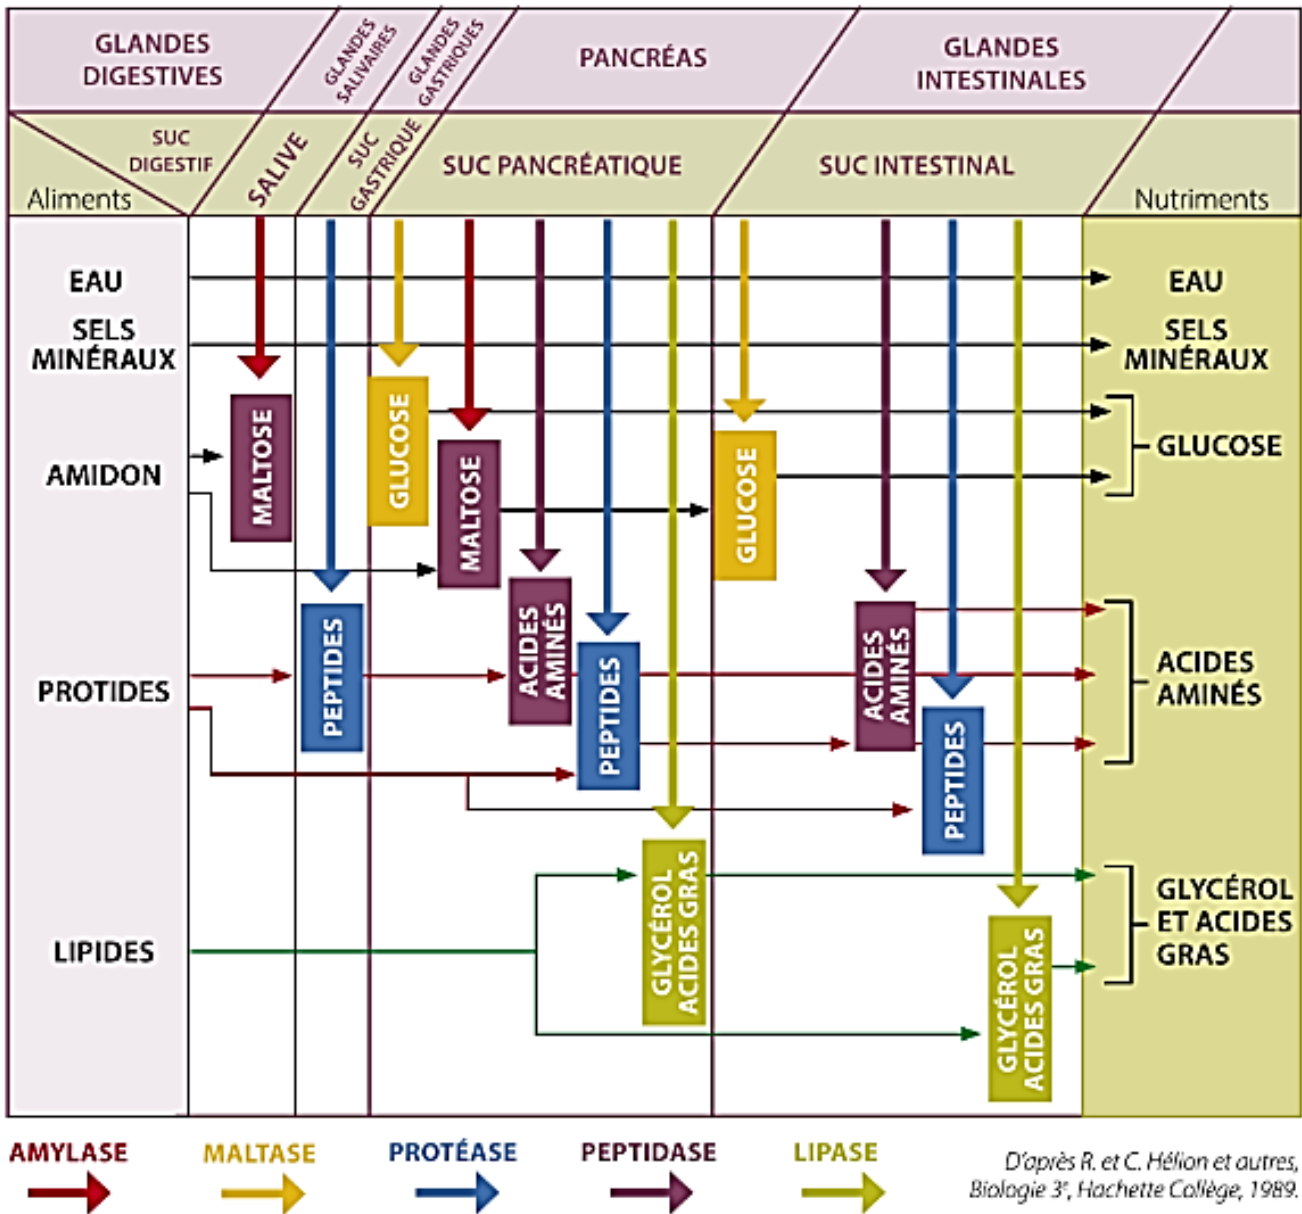 GLANDES
DIGESTIVES
GLANDES
SALIVAIRES
GLANDES
GASTRIQUES
PANCRÉAS
GLANDES
INTESTINALES
SUC
DIGESTIF
Aliments
SALIVE
SUC
GASTRIQUE
SUC PANCRÉATIQUE
SUC INTESTINAL
Nutriments
EAU
SELS
MINÉRAUX
AMIDON
PROTIDES
LIPIDES
MALTOSE
PEPTIDES
GLUCOSE
MALTOSE
ACIDES
AMINÉS
PEPTIDES
GLYCÉROL
ACIDES GRAS
GLUCOSE
ACIDES
AMINÉS
PEPTIDES
GLYCÉROL
ACIDES GRAS
EAU
SELS
MINÉRAUX
GLUCOSE
ACIDES
AMINÉS
GLYCÉROL
ET ACIDES
GRAS
AMYLASE
MALTASE
PROTÉASE
PEPTIDASE
LIPASE
D'après R. et C. Hélion et autres,
Biologie 3e, Hachette Collège, 1989.